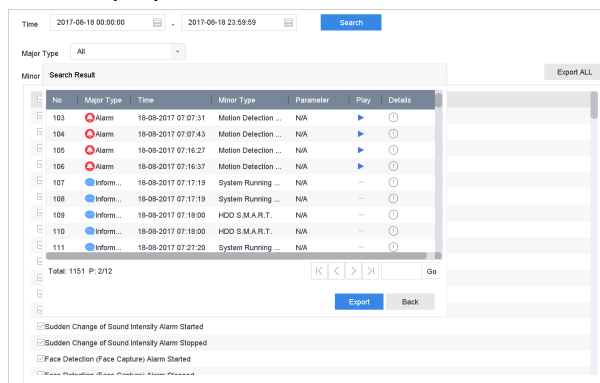 Time 2017-08-18 00:00:00 - 2017-08-18 23:59:59 Search
Major Type All
Minor Export ALL
Search Result
No Major Type Time Minor Type Parameter Play Details
103 Alarm 18-08-2017 07:07:31 Motion Detection ... N/A
104 Alarm 18-08-2017 07:07:43 Motion Detection ... N/A
105 Alarm 18-08-2017 07:16:27 Motion Detection ... N/A
106 Alarm 18-08-2017 07:16:37 Motion Detection ... N/A
107 Inform... 18-08-2017 07:17:19 System Running ... N/A —
108 Inform... 18-08-2017 07:17:19 System Running ... N/A —
109 Inform... 18-08-2017 07:18:00 HDD S.M.A.R.T. N/A —
110 Inform... 18-08-2017 07:18:00 HDD S.M.A.R.T. N/A —
111 Inform... 18-08-2017 07:27:20 System Running ... N/A —
Total: 1151 P: 2/12 Go
Export Back
Sudden Change of Sound Intensity Alarm Started
Sudden Change of Sound Intensity Alarm Stopped
Face Detection (Face Capture) Alarm Started
Face Detection (Face Capture) Alarm Stopped